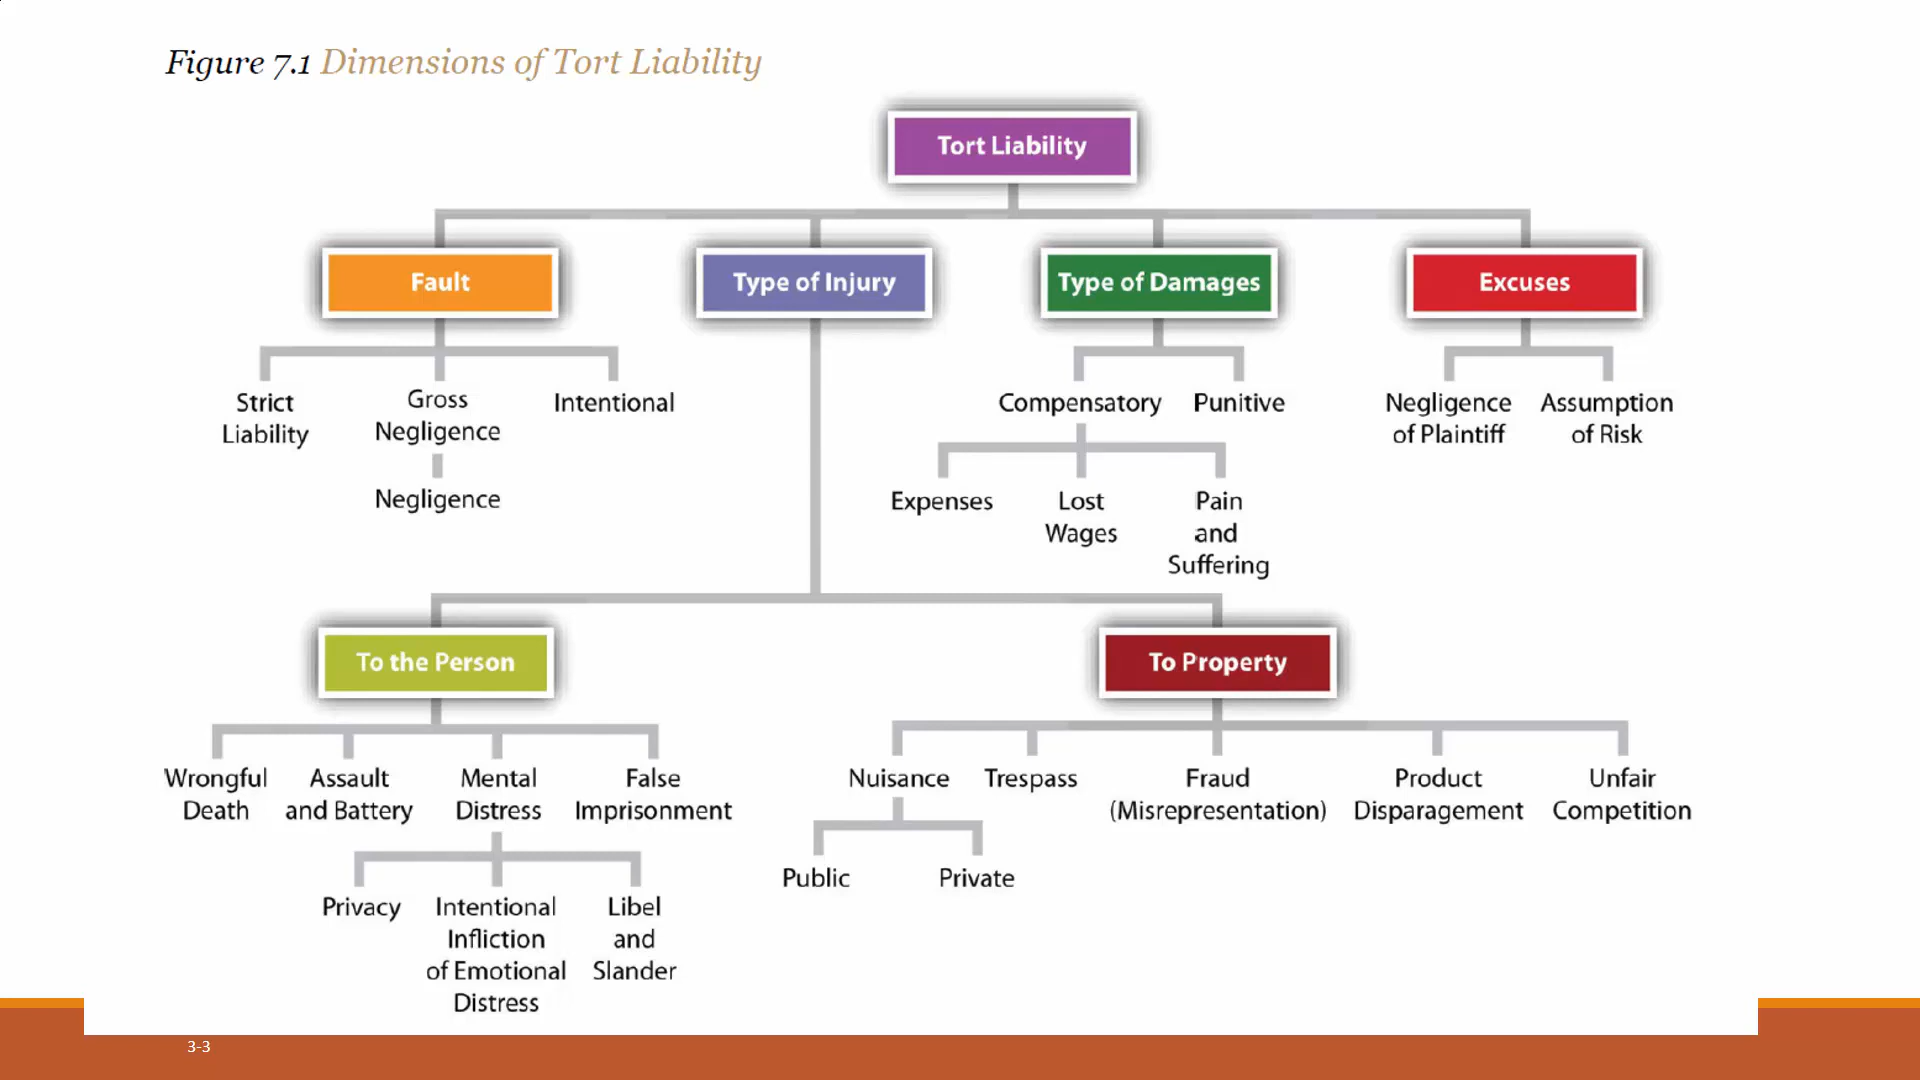 Figure 7.1 Dimensions of Tort Liability
Tort Liability
Fault
Type of Injury
Type of Damages
Excuses
Strict
Liability
Gross
Negligence
Negligence
Intentional
Compensatory
Punitive
Expenses
Lost
Wages
Pain
and
Suffering
Negligence
of Plaintiff
Assumption
of Risk
To the Person
To Property
Wrongful
Death
Assault
and Battery
Mental
Distress
False
Imprisonment
Privacy
Intentional
Infliction
of Emotional
Distress
Libel
and
Slander
Nuisance
Trespass
Fraud
(Misrepresentation)
Product
Disparagement
Unfair
Competition
Public
Private
3-3